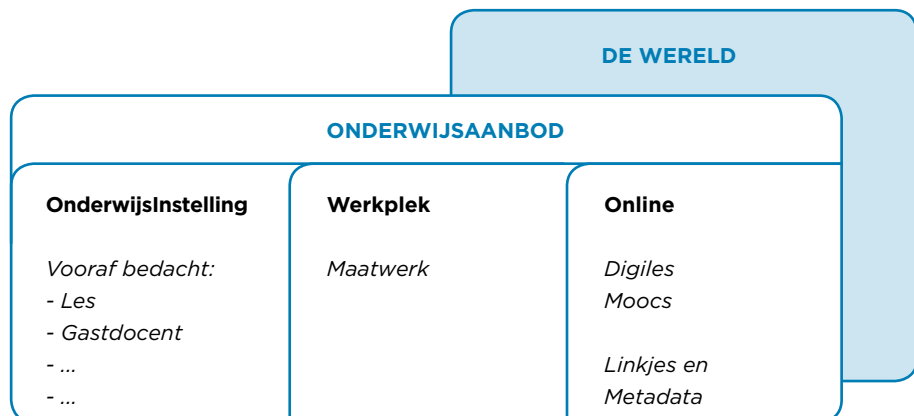 DE WERELD
ONDERWIJSAANBOD
OnderwijsInstelling
Vooraf bedacht:
- Les
- Gastdocent
- ...
- ...
Werkplek
Maatwerk
Online
Digiles
Moocs
Linkjes en
Metadata